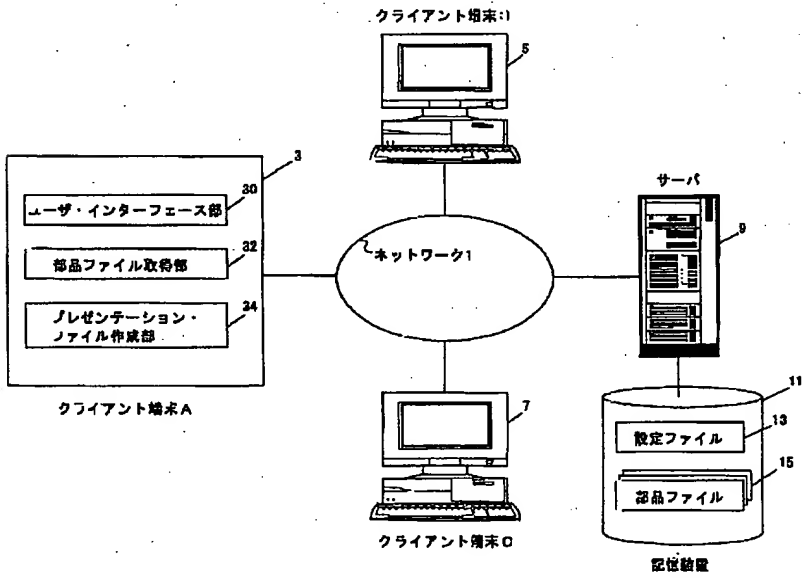 クライアント端末
5
3
30
ユーザ・インターフェース部
32
部品ファイル取得部
34
プレゼンテーション・
ファイル作成部
クライアント端末A
ネットワーク1
サーバ
9
7
クライアント端末C
11
13
設定ファイル
15
部品ファイル
記憶装置